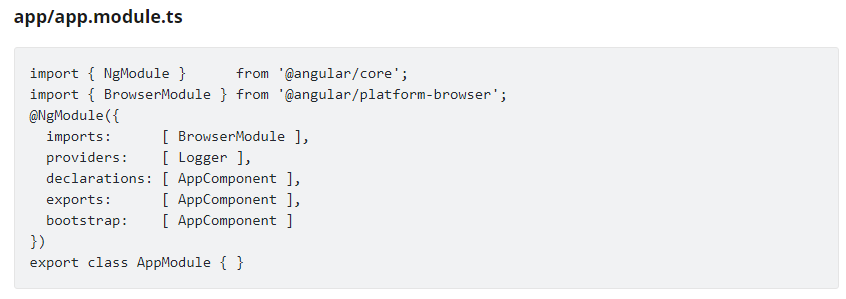 app/app.module.ts
import { NgModule }      from '@angular/core';
import { BrowserModule } from '@angular/platform-browser';
@NgModule({
  imports:      [ BrowserModule ],
  providers:    [ Logger ],
  declarations: [ AppComponent ],
  exports:      [ AppComponent ],
  bootstrap:    [ AppComponent ]
})
export class AppModule { }